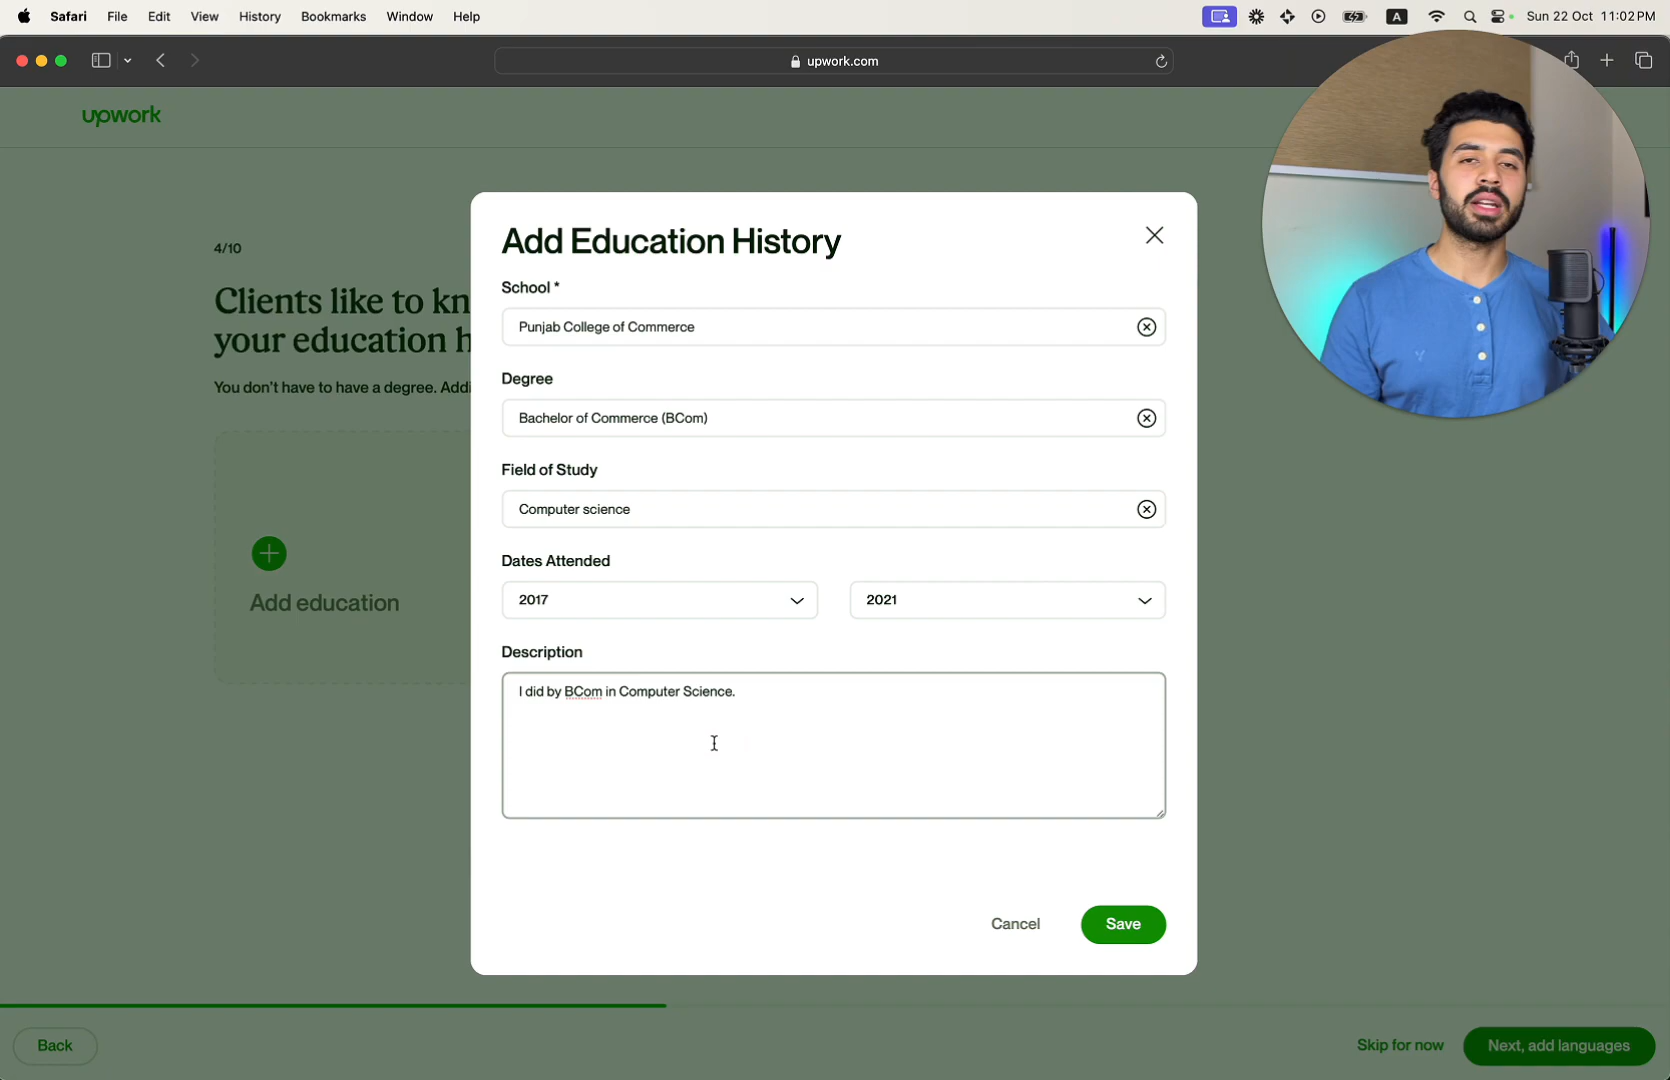 Safari File Edit View History Bookmarks Window Help A Sun 22 Oct 11:02PM
upwork.com
upwork
4/10
Clients like to kn
your education h
You don't have to have a degree. Addi
Add education
Add Education History
School *
Punjab College of Commerce
Degree
Bachelor of Commerce (BCom)
Field of Study
Computer science
Dates Attended
2017 2021
Description
I did by BCom in Computer Science.
Cancel Save
Back Skip for now Next, add languages